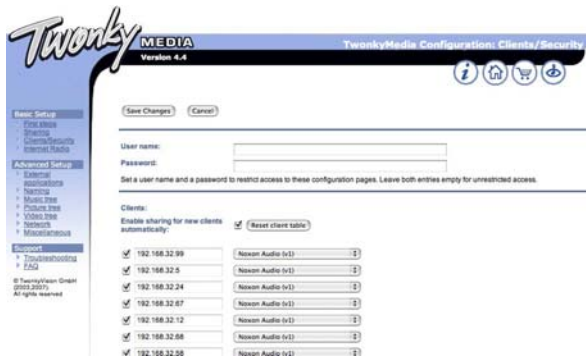 Twonky
MEDIA
Version 4.4
TwonkyMedia Configuration: Clients/Security
Save Changes Cancel
Basic Setup
First steps
Sharing
Clients/Security
Internet Radio
Advanced Setup
External applications
Naming
Music tree
Picture tree
Video tree
Network
Miscellaneous
Support
Troubleshooting
FAQ
© TwonkyVision GmbH
(2003,2007).
All rights reserved
User name:
Password:
Set a user name and a password to restrict access to these configuration pages. Leave both entries empty for unrestricted access.
Clients:
Enable sharing for new clients automatically: Reset client table
192.168.32.99 Noxon Audio (v1)
192.168.32.5 Noxon Audio (v1)
192.168.32.24 Noxon Audio (v1)
192.168.32.67 Noxon Audio (v1)
192.168.32.12 Noxon Audio (v1)
192.168.32.68 Noxon Audio (v1)
192.168.32.58 Noxon Audio (v1)